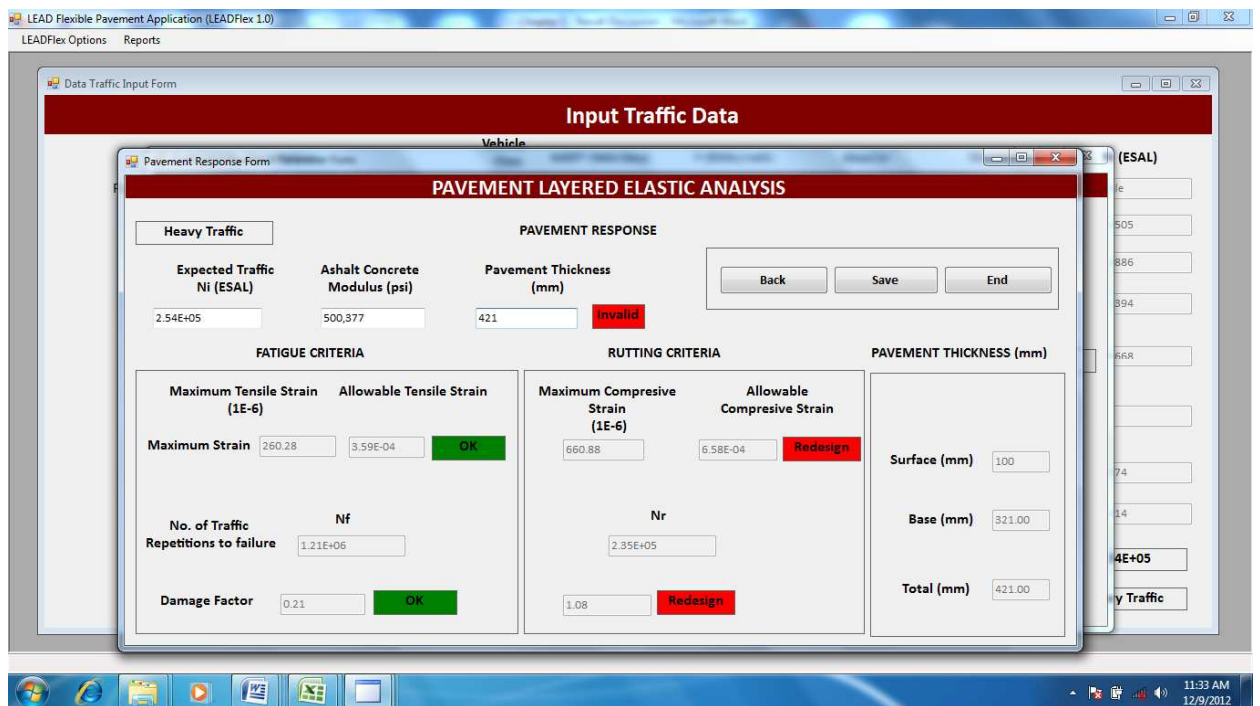 LEAD Flexible Pavement Application (LEADFlex 1.0)
LEADFlex Options Reports
Data Traffic Input Form
Input Traffic Data
Vehicle
(ESAL)
Pavement Response Form
PAVEMENT LAYERED ELASTIC ANALYSIS
Heavy Traffic
PAVEMENT RESPONSE
Expected Traffic
Ni (ESAL)
Ashalt Concrete
Modulus (psi)
Pavement Thickness
(mm)
Back Save End
2.54E+05 500,377 421 invalid
FATIGUE CRITERIA RUTTING CRITERIA PAVEMENT THICKNESS (mm)
Maximum Tensile Strain
(1E-6)
Allowable Tensile Strain
Maximum Compresive
Strain
(1E-6)
Allowable
Compresive Strain
Maximum Strain 260.28 3.59E-04 OK 660.88 6.58E-04 Redesign
Surface (mm) 100
No. of Traffic
Repetitions to failure
Nf
1.21E+06
Nr
2.35E+05
Base (mm) 321.00
Damage Factor 0.21 OK 1.08 Redesign
Total (mm) 421.00
le
505
886
394
668
74
14
4E+05
y Traffic
11:33 AM
12/9/2012